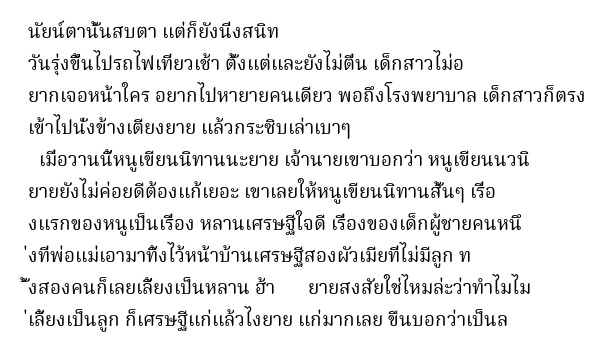 นัยน์ตานั้นสบตา แต่ก็ยังนึงสนิท
วันรุ่งขึ้นไปรถไฟเที่ยวเช้า ตั้งแต่แและยังไม่ตื่น เด็กสาวไม่อ
ยากเจอหน้าใคร อยากไปหายายคนเดียว พอถึงโรงพยาบาล เด็กสาวก็ตรง
เข้าไปนั่งข้างเตียงยาย แล้วกระซิบเล่าเบาๆ
เมื่อวานนี้หนูเขียนนิทานนะยาย เจ้านายเขาบอกว่า หนูเขียนนวนิ
ยายยังไม่ค่อยดีต้องแก้เยอะ เขาเลยให้หนูเขียนนิทานสั้นๆ เรื่อ
งแรกของหนูเป็นเรื่อง หลานเศรษฐีใจดี เรื่องของเด็กผู้ชายคนหนึ
่งที่พ่อแม่เอามาทิ้งไว้หน้าบ้านเศรษฐีสองผัวเมียที่ไม่มีลูก ท
ั้งสองคนก็เลยเลี้ยงเป็นหลาน ฮ้า ยายสงสัยใช่ไหมล่ะว่าทำไมไม
่เลี้ยงเป็นลูก ก็เศรษฐีแก่แล้วไงยาย แก่มากเลย ขืนบอกว่าเป็นล